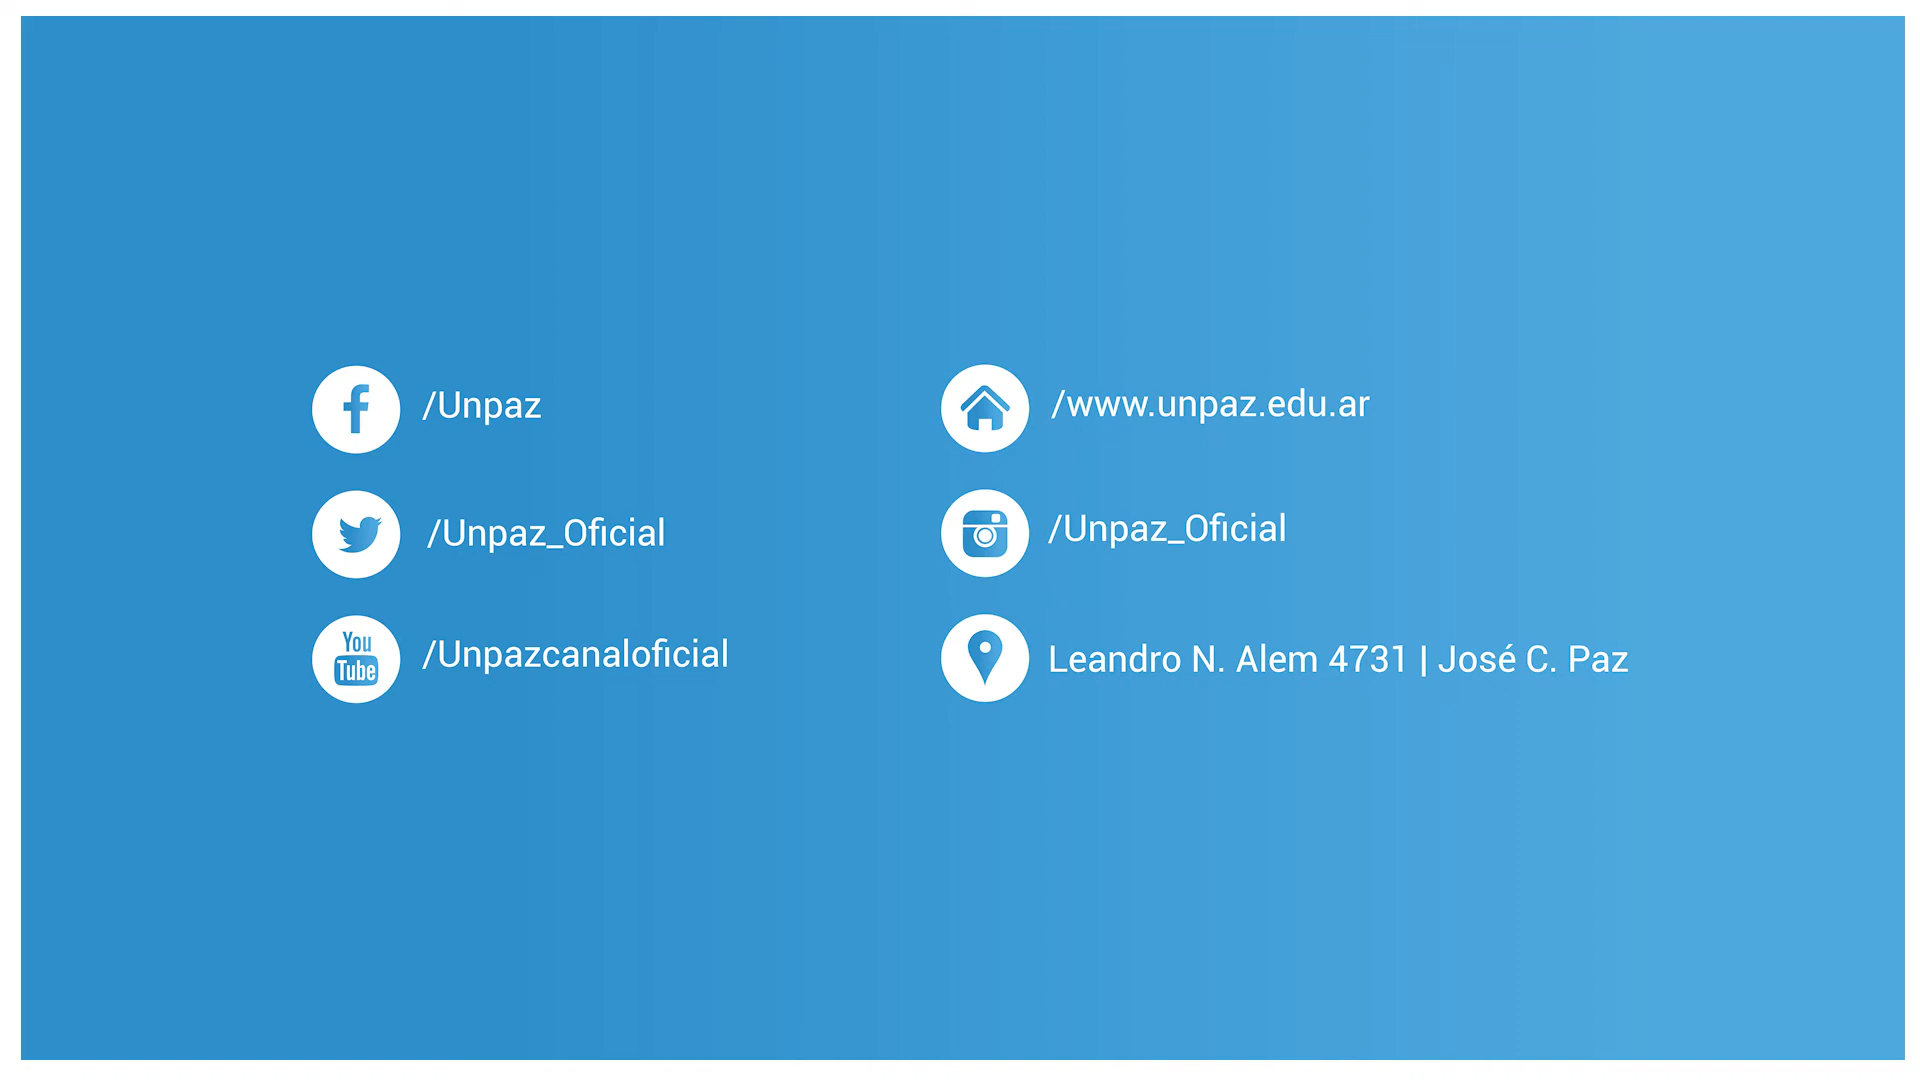 /Unpaz
/Unpaz_Oficial
You
Tube
/Unpazcanaloficial
/www.unpaz.edu.ar
/Unpaz_Oficial
Leandro N. Alem 4731 | José C. Paz